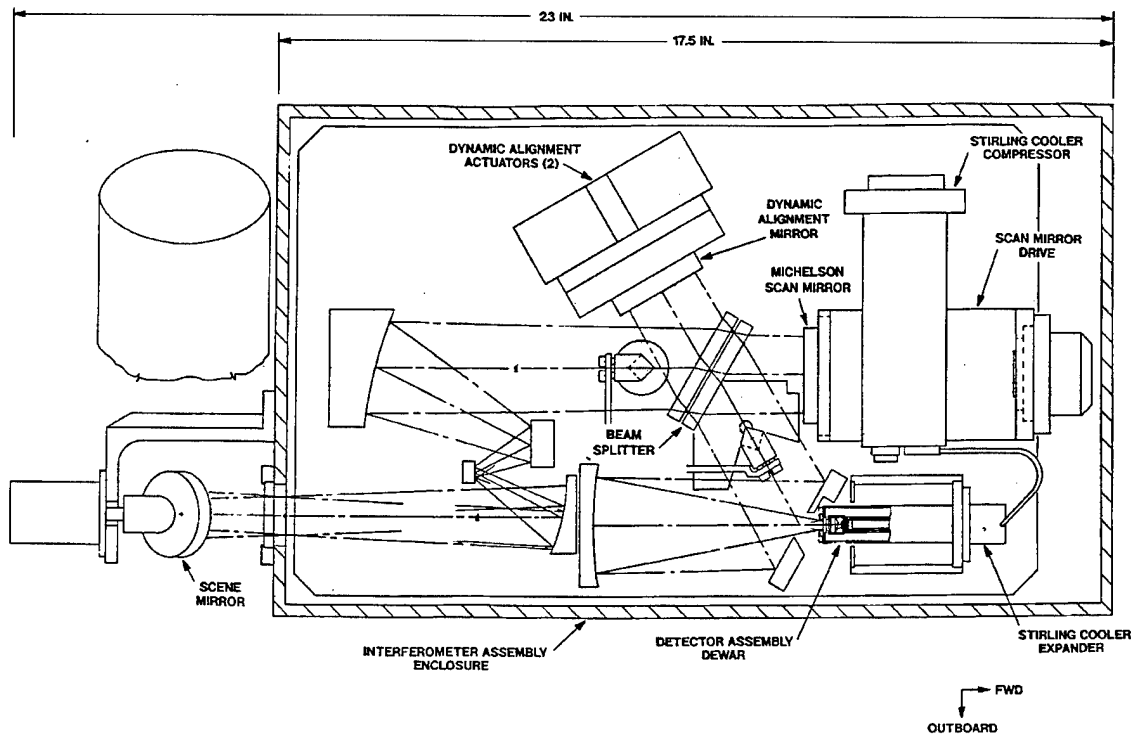 23 IN.
17.5 IN.
DYNAMIC ALIGNMENT
ACTUATORS (2)
STIRLING COOLER
COMPRESSOR
DYNAMIC
ALIGNMENT
MIRROR
SCAN MIRROR
DRIVE
MICHELSON
SCAN MIRROR
BEAM
SPLITTER
SCENE
MIRROR
INTERFEROMETER ASSEMBLY
ENCLOSURE
DETECTOR ASSEMBLY
DEWAR
STIRLING COOLER
EXPANDER
FWD
OUTBOARD